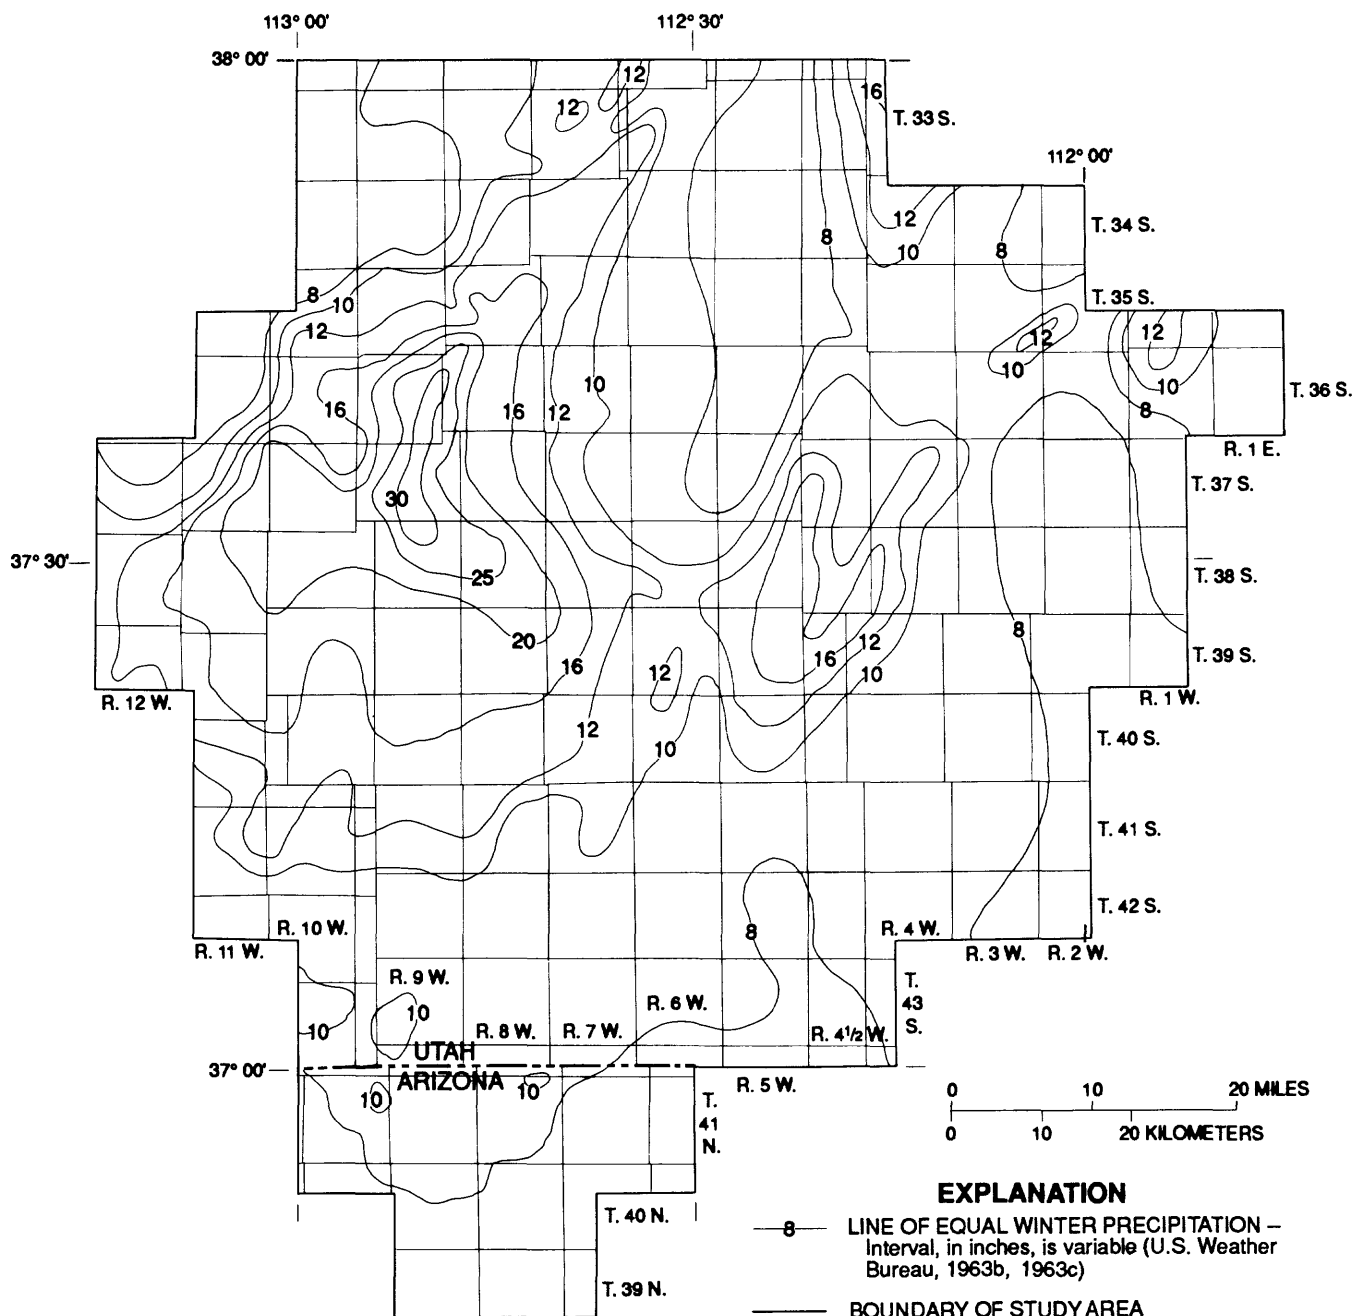 113° 00'
112° 30'
38° 00'
12
12
16
T. 33 S.
112° 00'
12
8
10
8
T. 34 S.
8
10
12
T. 35 S.
12
12
10
10
10
8
T. 36 S.
16
16
12
R. 1 E.
T. 37 S.
30
37° 30'
25
T. 38 S.
20
8
12
16
T. 39 S.
16
12
10
R. 12 W.
R. 1 W.
12
10
T. 40 S.
T. 41 S.
T. 42 S.
R. 10 W.
8
R. 4 W.
R. 11 W.
R. 3 W.
R. 2 W.
R. 9 W.
T.
43
S.
10
10
R. 6 W.
R. 8 W.
R. 7 W.
R. 4 1/2 W.
UTAH
37° 00'
ARIZONA
10
10
R. 5 W.
T.
41
N.
0 10 20 MILES
0 10 20 KILOMETERS
EXPLANATION
T. 40 N.
8 LINE OF EQUAL WINTER PRECIPITATION –
Interval, in inches, is variable (U.S. Weather
Bureau, 1963b, 1963c)
T. 39 N.
BOUNDARY OF STUDY AREA